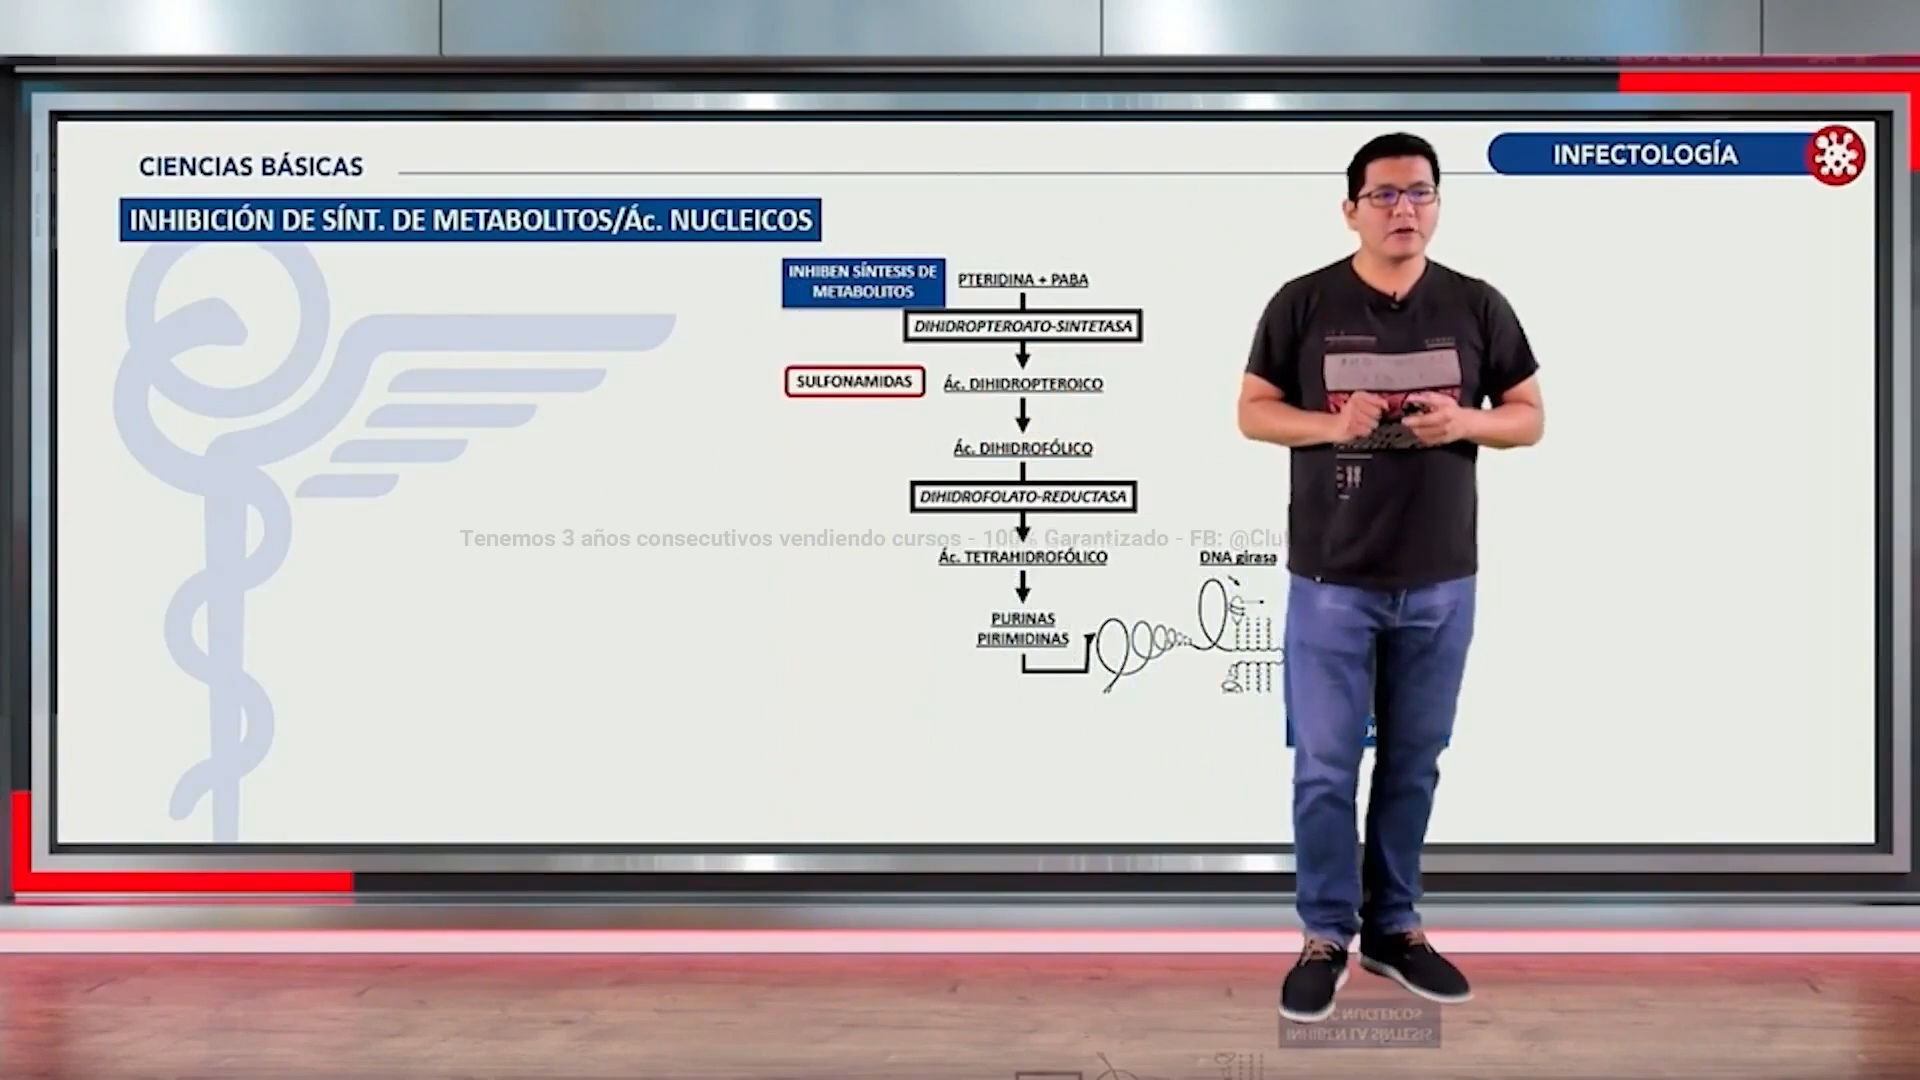 CIENCIAS BÁSICAS
INFECTOLOGÍA
INHIBICIÓN DE SÍNT. DE METABOLITOS/Ác. NUCLEICOS
INHIBEN SÍNTESIS DE
METABOLITOS
PTERIDINA + PABA
DIHIDROPTEROATO-SINTETASA
SULFONAMIDAS
Ác. DIHIDROPTEROICO
Ác. DIHIDROFÓLICO
DIHIDROFOLATO-REDUCTASA
Tenemos 3 años consecutivos vendiendo cursos - 100% Garantizado - FB: @Clu
Ác. TETRAHIDROFÓLICO
DNA girasa
PURINAS
PIRIMIDINAS